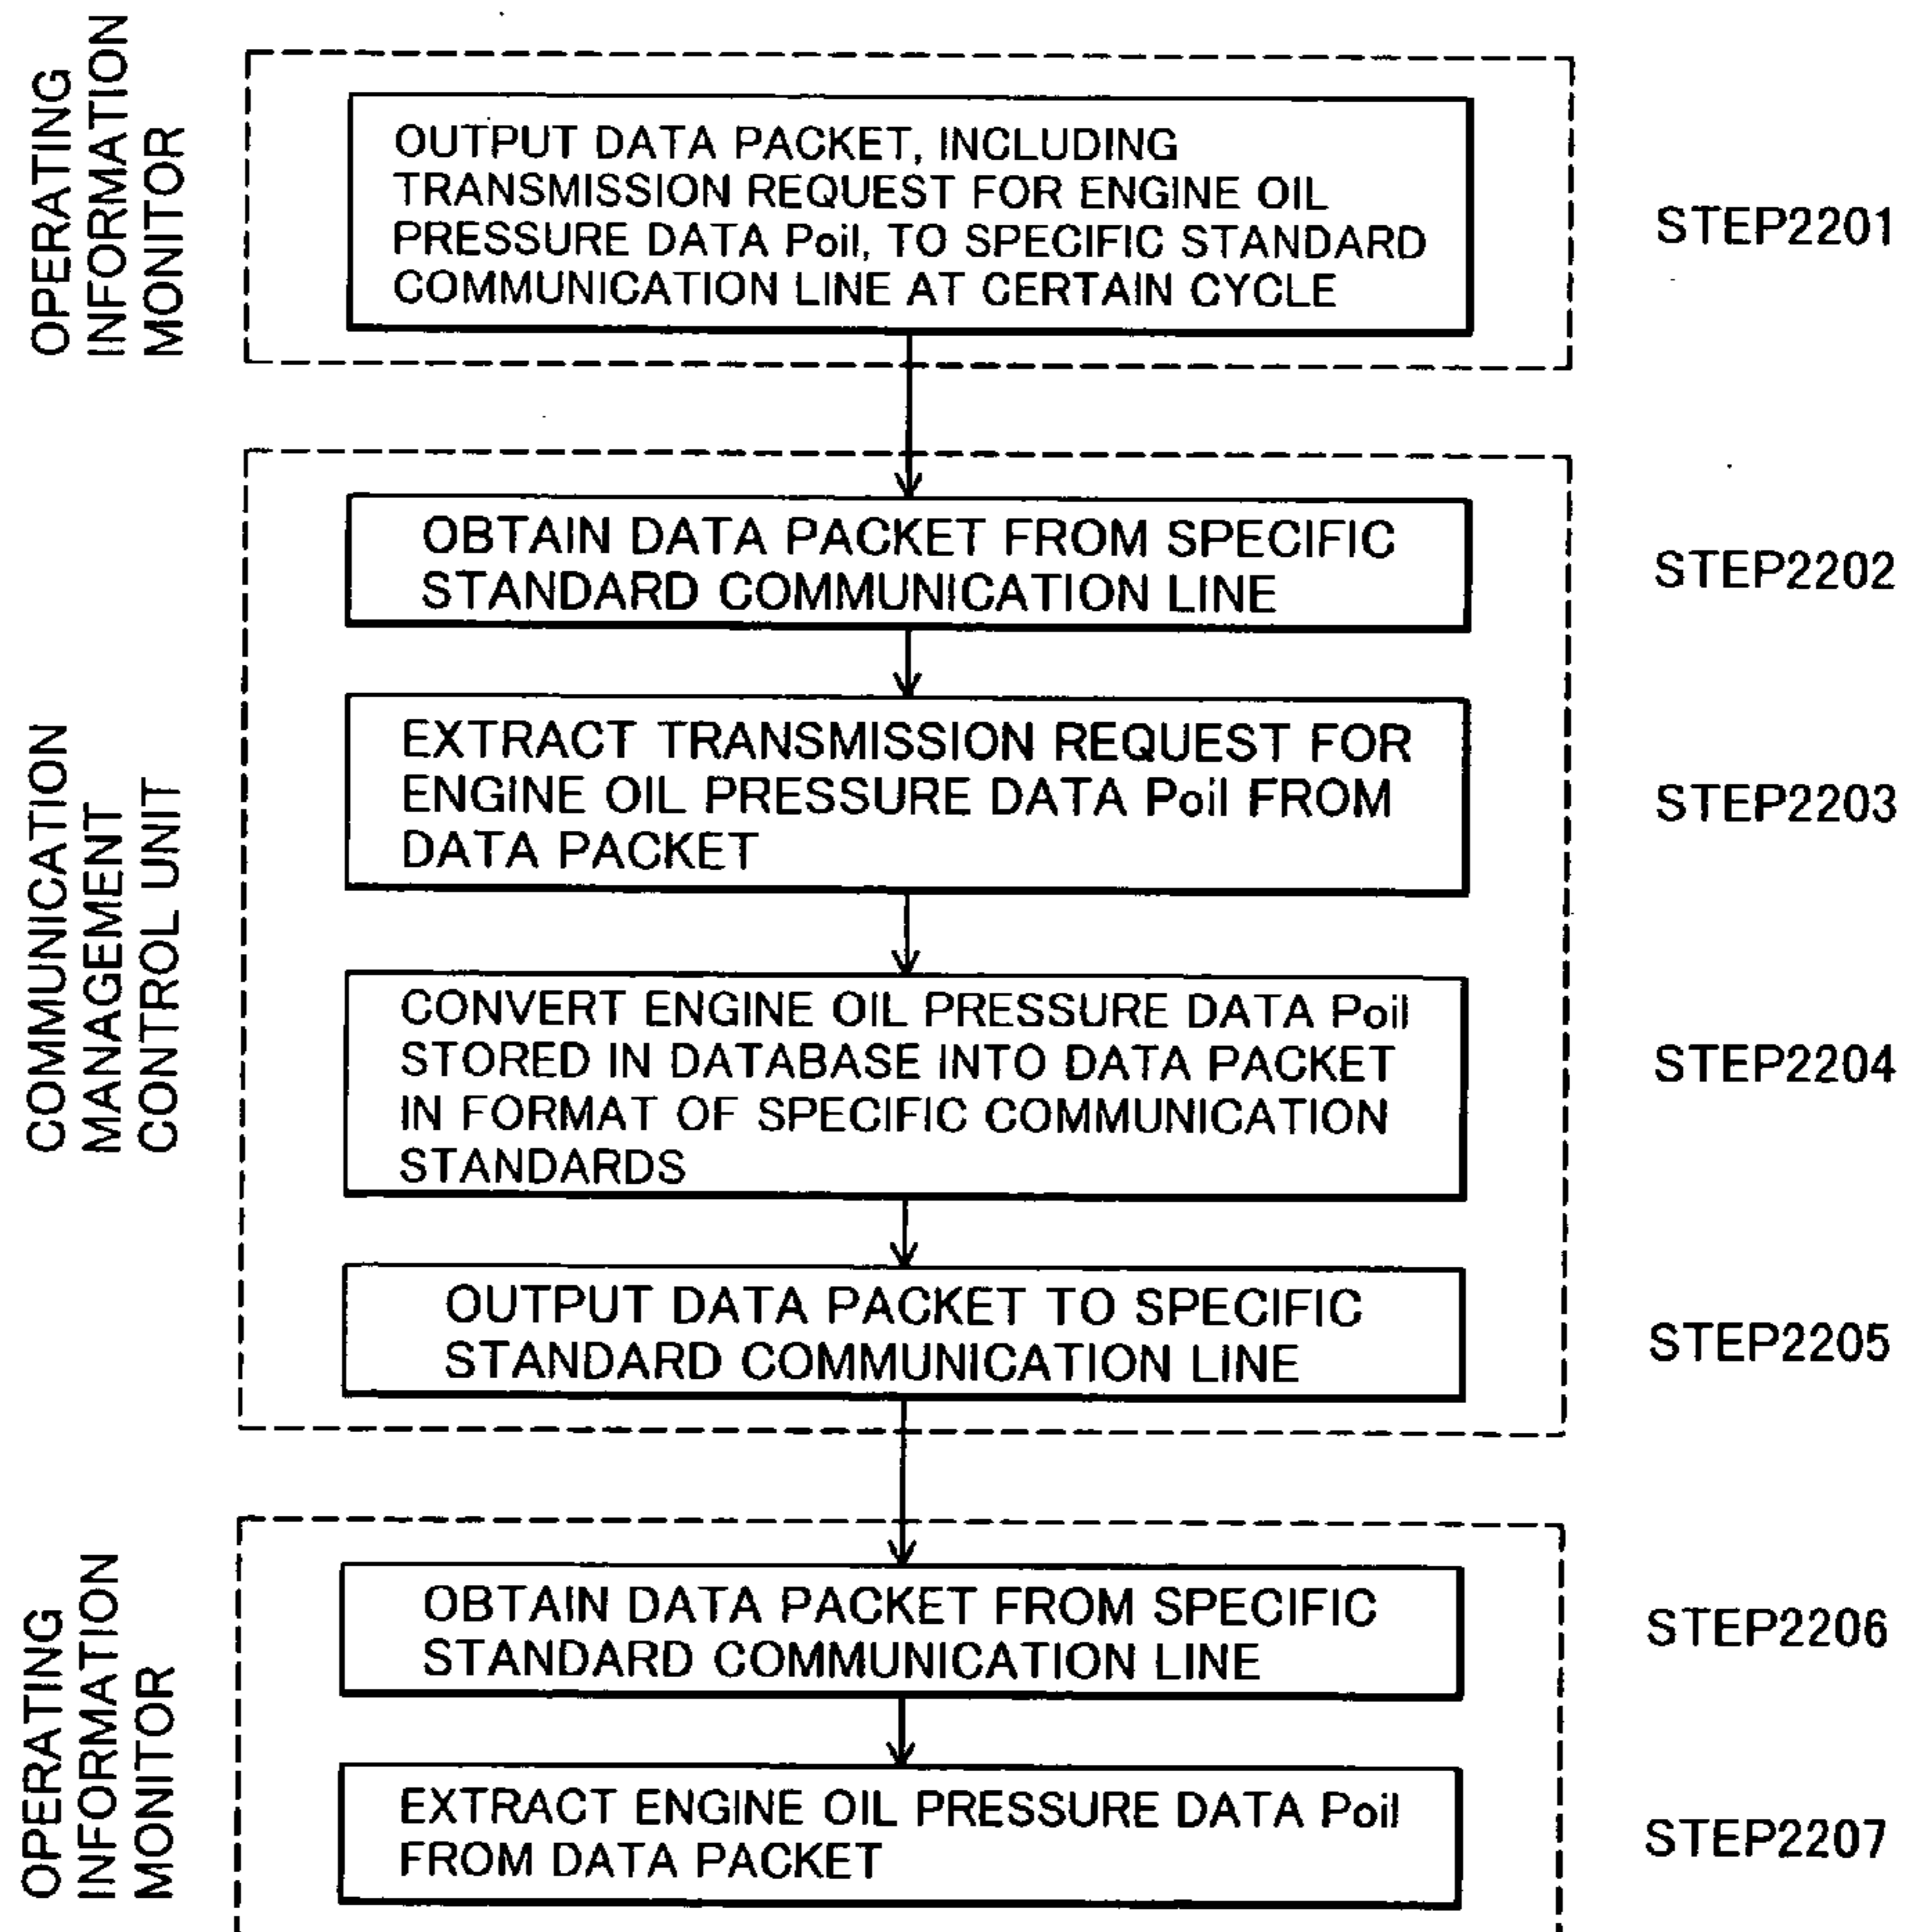 OPERATING
INFORMATION
MONITOR
OUTPUT DATA PACKET, INCLUDING
TRANSMISSION REQUEST FOR ENGINE OIL
PRESSURE DATA Poil, TO SPECIFIC STANDARD
COMMUNICATION LINE AT CERTAIN CYCLE
STEP2201
COMMUNICATION
MANAGEMENT
CONTROL UNIT
OBTAIN DATA PACKET FROM SPECIFIC
STANDARD COMMUNICATION LINE
STEP2202
EXTRACT TRANSMISSION REQUEST FOR
ENGINE OIL PRESSURE DATA Poil FROM
DATA PACKET
STEP2203
CONVERT ENGINE OIL PRESSURE DATA Poil
STORED IN DATABASE INTO DATA PACKET
IN FORMAT OF SPECIFIC COMMUNICATION
STANDARDS
STEP2204
OUTPUT DATA PACKET TO SPECIFIC
STANDARD COMMUNICATION LINE
STEP2205
OPERATING
INFORMATION
MONITOR
OBTAIN DATA PACKET FROM SPECIFIC
STANDARD COMMUNICATION LINE
STEP2206
EXTRACT ENGINE OIL PRESSURE DATA Poil
FROM DATA PACKET
STEP2207